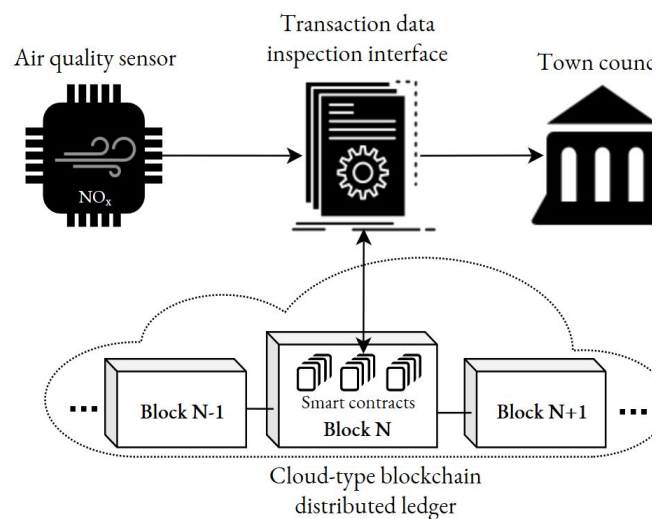 Air quality sensor
Transaction data
inspection interface
Town counc
NOₓ
Smart contracts
Block N-1
Block N
Block N+1
... ...
Cloud-type blockchain
distributed ledger